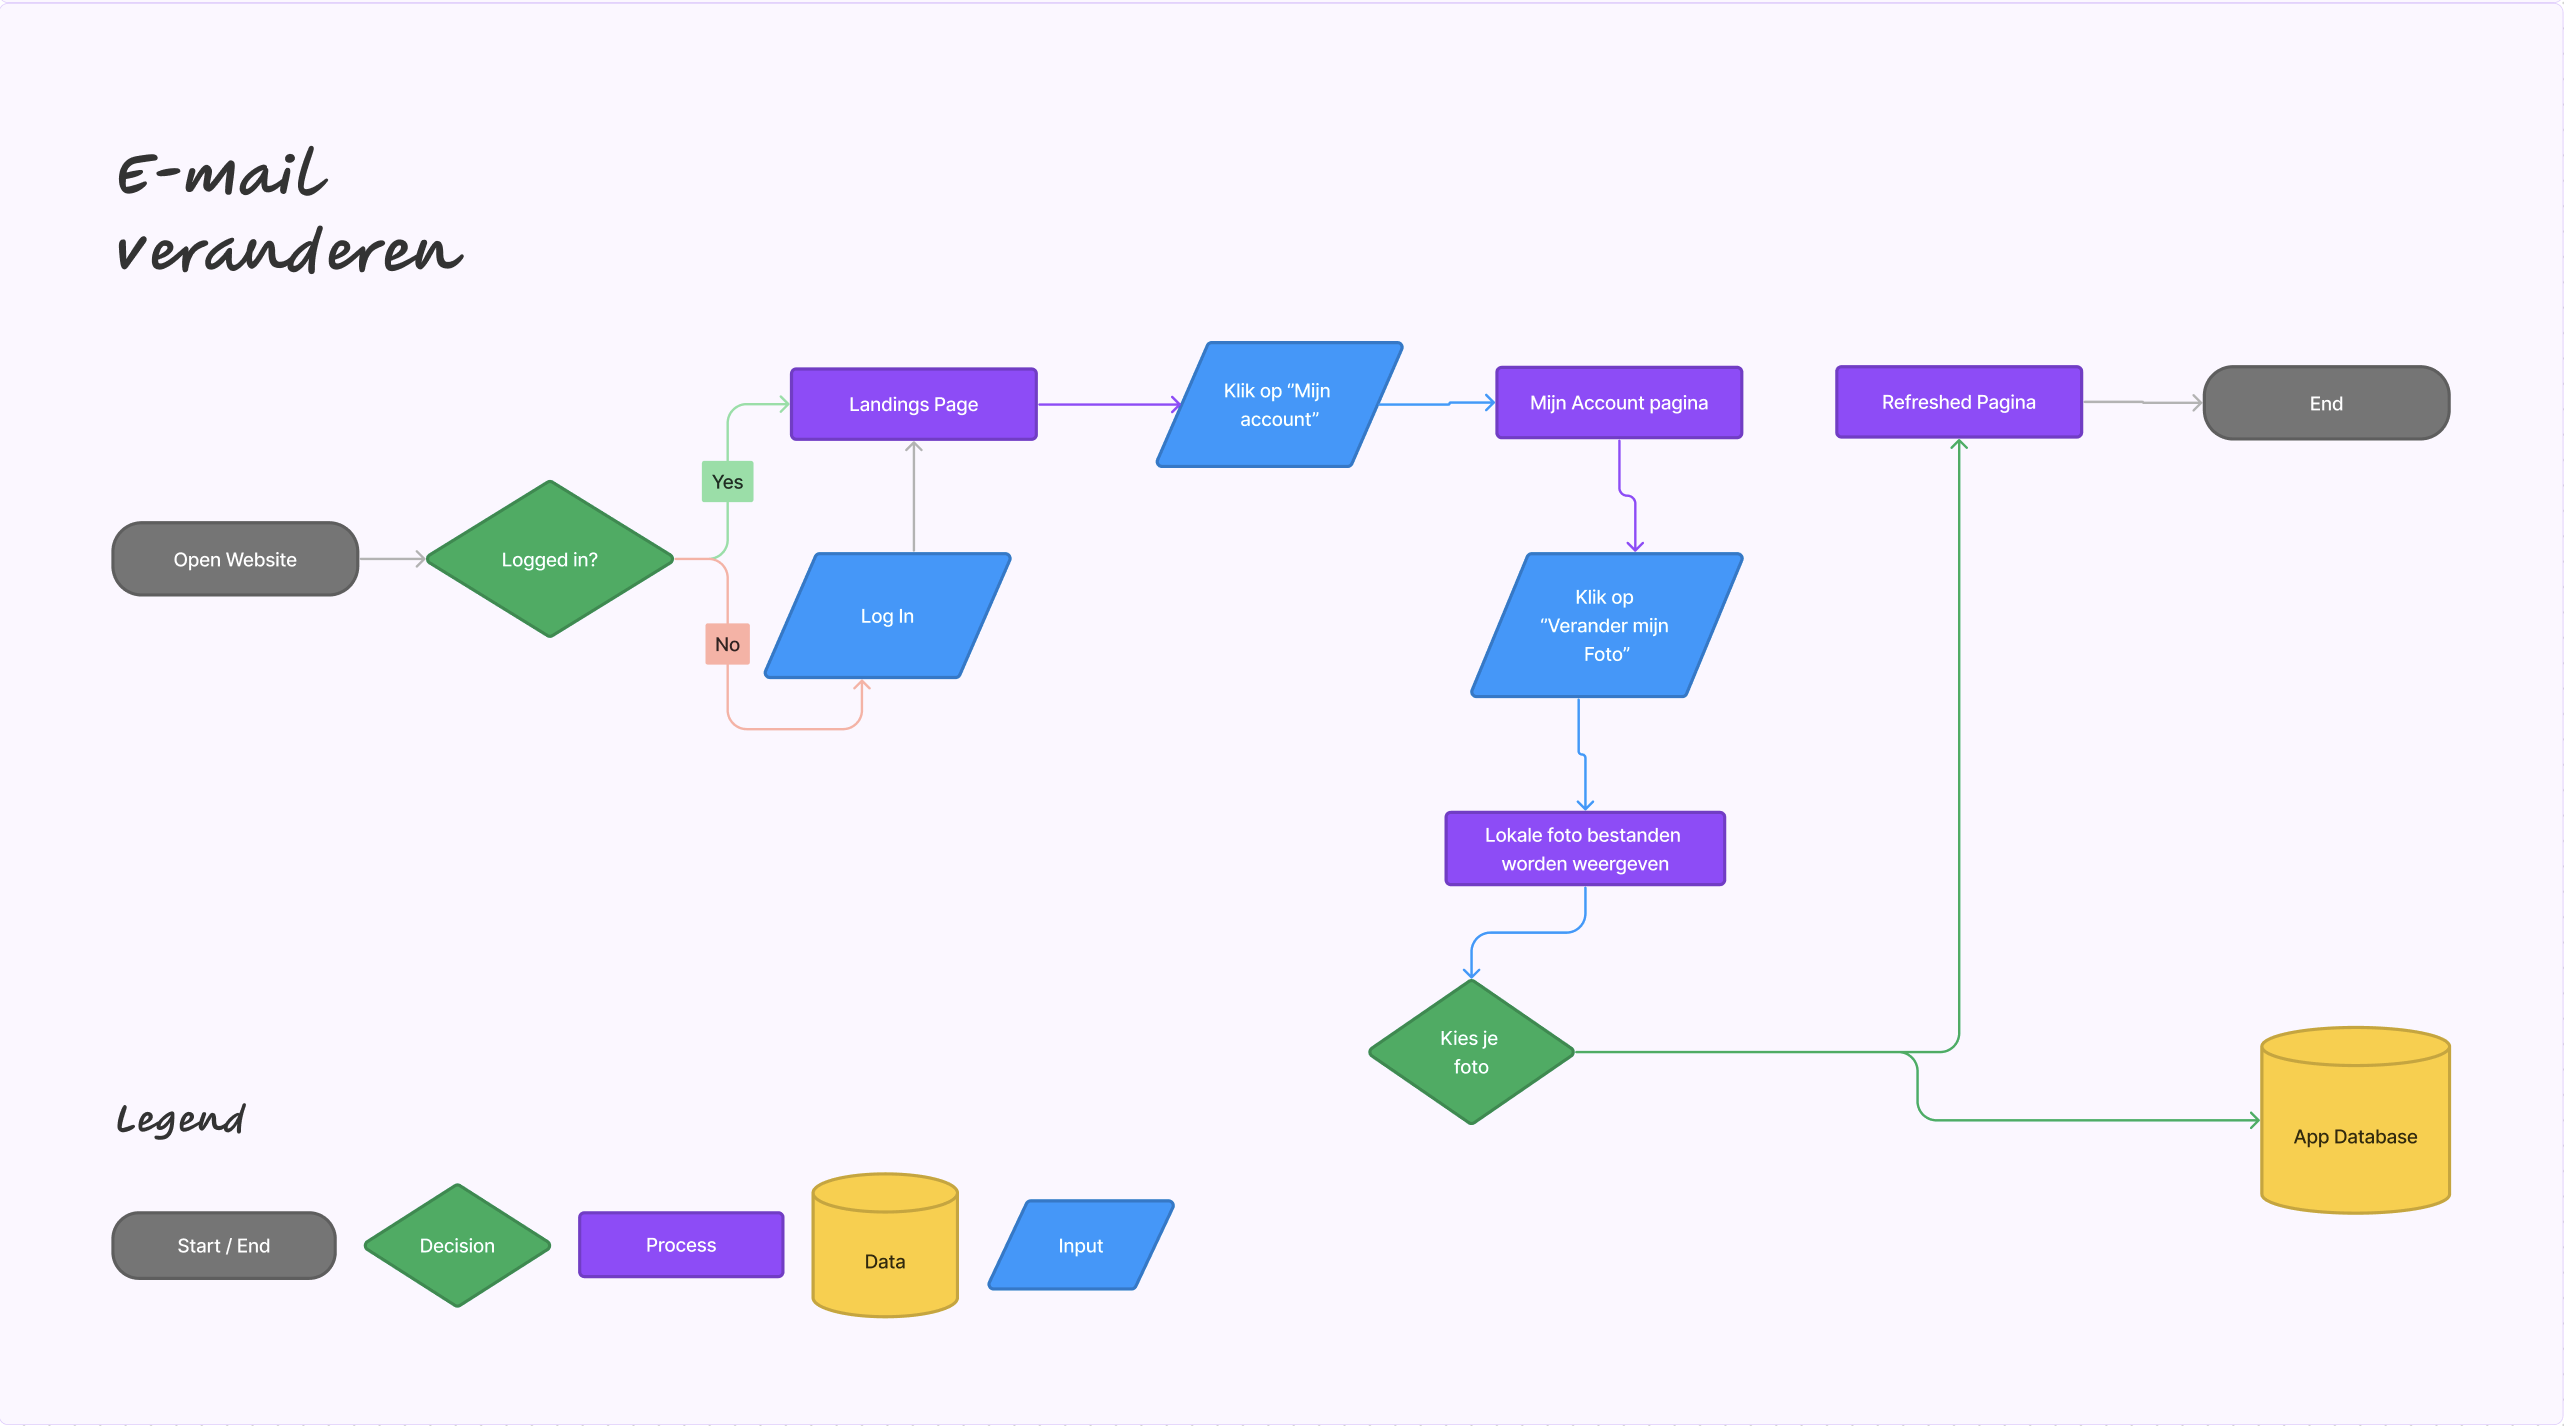 E-mail
veranderen
Landings Page
Klik op "Mijn
account"
Mijn Account pagina
Refreshed Pagina
End
Yes
Open Website
Logged in?
No
Log In
Klik op
"Verander mijn
Foto"
Lokale foto bestanden
worden weergeven
Kies je
foto
App Database
Legend
Start / End
Decision
Process
Data
Input